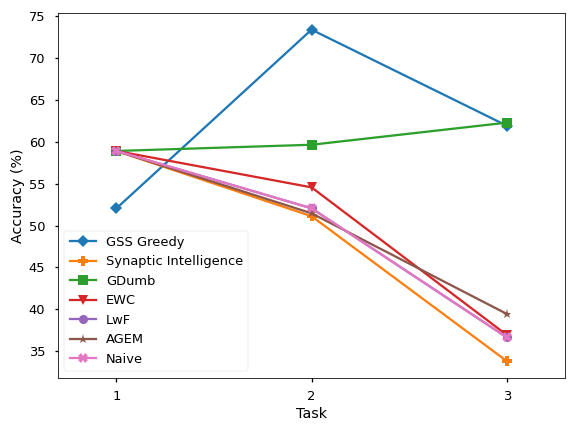 75
70
65
60
55
50
45
40
35
Accuracy (%)
GSS Greedy
Synaptic Intelligence
GDumb
EWC
LwF
AGEM
Naive
1 2 3
Task